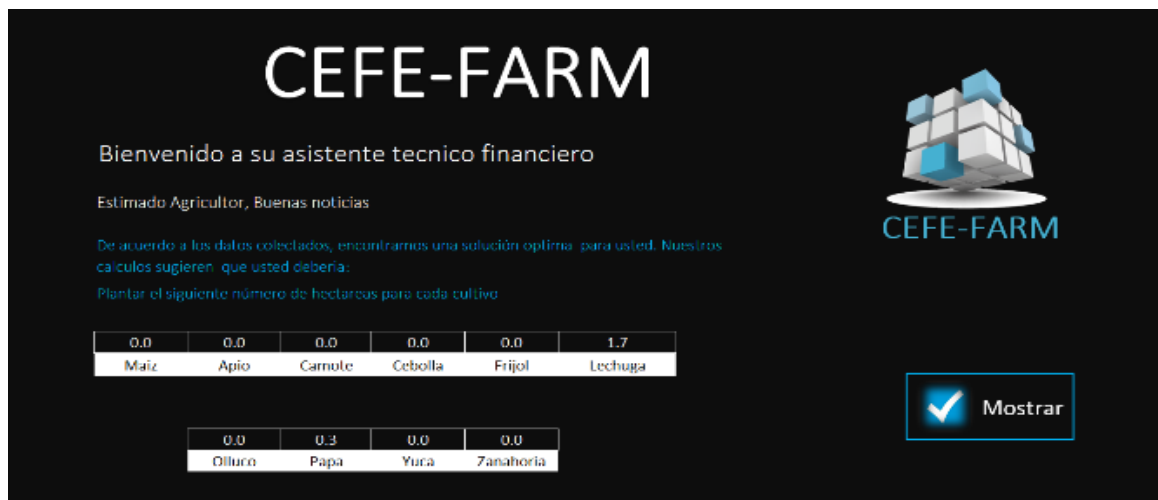 CEFE-FARM
Bienvenido a su asistente tecnico financiero
Estimado Agricultor, Buenas noticias
CEFE-FARM
De acuerdo a los datos colectados, encontramos una solución optima para usted. Nuestros
calculos sugieren que usted deberia:
Plantar el siguiente número de hectareas para cada cultivo
0.0 0.0 0.0 0.0 0.0 1.7
Maiz Apio Camote Cebolla Frijol Lechuga
Mostrar
0.0 0.3 0.0 0.0
Olluco Papa Yuca Zanahoria